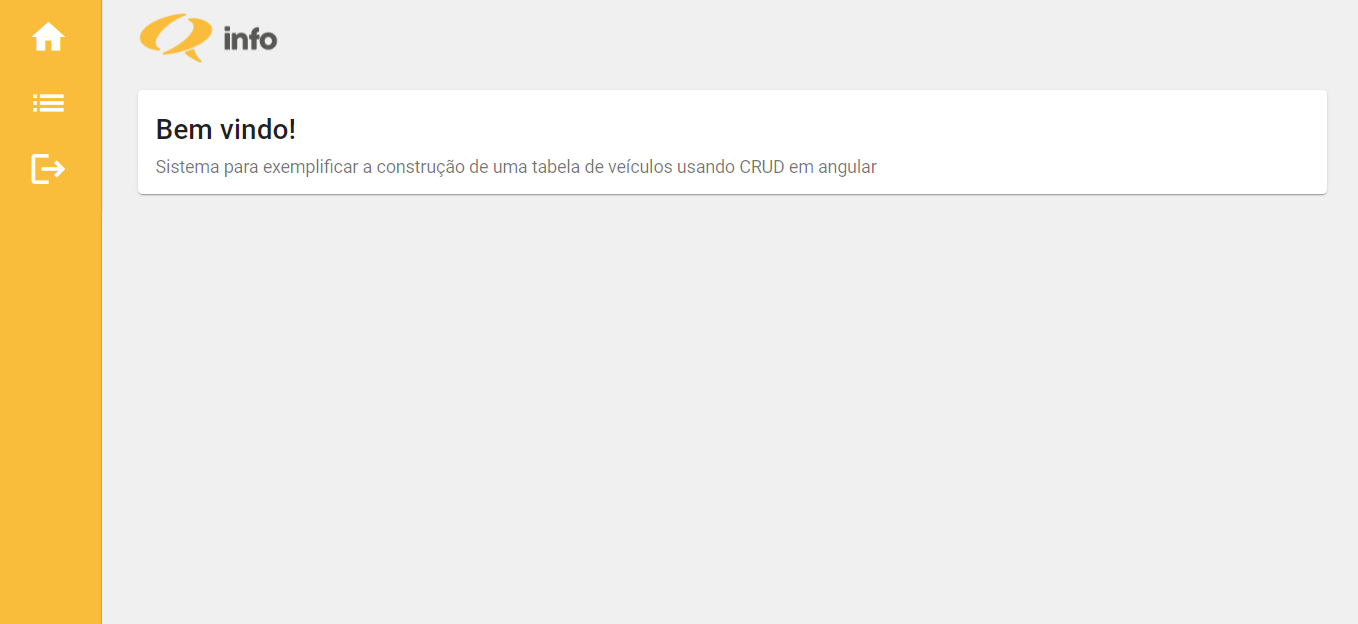 info
Bem vindo!
Sistema para exemplificar a construção de uma tabela de veículos usando CRUD em angular